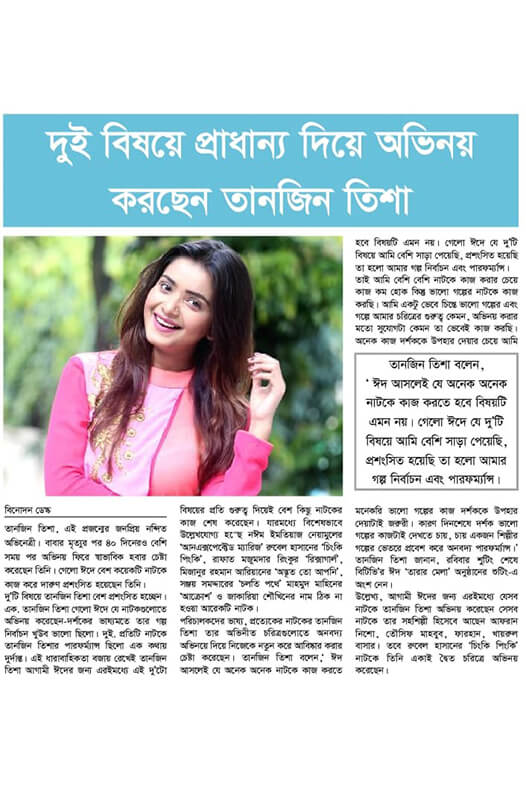 দুই বিষয়ে প্রাধান্য দিয়ে অভিনয়
করছেন তানজিন তিশা
বিনোদন ডেস্ক
তানজিন তিশা, এই প্রজন্মের জনপ্রিয় নন্দিত
অভিনেত্রী। বাবার মৃত্যুর পর ৪০ দিনেরও বেশি
সময় পর অভিনয় ফিরে স্বাভাবিক হবার চেষ্টা
করেছেন তিনি। গেলো ঈদে বেশ কয়েকটি নাটকে
কাজ করে দারুণ প্রশংসিত হয়েছেন তিনি।
দু'টি বিষয়ে তানজিন তিশা বেশ প্রশংসিত হচ্ছেন।
এক. তানজিন তিশা গেলো ঈদে যে নাটকগুলোতে
অভিনয় করেছেন-দর্শকের ভাষ্যমতে তার গল্প
নির্বাচন খুউব ভালো ছিলো। দুই. প্রতিটি নাটকে
তানজিন তিশার পারফর্ম্যান্স ছিলো এক কথায়
দুর্দান্ত। এই ধারাবাহিকতা বজায় রেখেই তানজিন
তিশা আগামী ঈদের জন্য এরইমধ্যে এই দু'টো
বিষয়ের প্রতি গুরুত্ব দিয়েই বেশ কিছু নাটকের
কাজ শেষ করেছেন। যারমধ্যে বিশেষভাবে
উল্লেখযোগ্য হ"েছ নঈম ইমতিয়াজ নেয়ামুলের
'আনএক্সপেক্টেড ম্যারিজ' রুবেল হাসানের 'চিংকি
পিংকি', রাফাত মজুমদার রিংকুর 'রিক্সাগার্ল',
মিজানুর রহমান আরিয়ানের 'অদ্ভুত তো আপনি',
সঞ্জয় সমদ্দারের 'চলতি পথে' মাহমুদ মাহিনের
'আক্রোশ' ও জাকারিয়া শৌখিনের নাম ঠিক না
হওয়া আরেকটি নাটক।
পরিচালকদের ভাষ্য, প্রত্যেকের নাটকের তানজিন
তিশা তার অভিনীত চরিত্রগুলোতে অনবদ্য
অভিনয়ে দিয়ে নিজেকে নতুন করে আবিষ্কার করার
চেষ্টা করেছেন। তানজিন তিশা বলেন,' ঈদ
আসলেই যে অনেক অনেক নাটকে কাজ করতে
হবে বিষয়টি এমন নয়। গেলো ঈদে যে দু'টি
বিষয়ে আমি বেশি সাড়া পেয়েছি, প্রশংসিত হয়েছি
তা হলো আমার গল্প নির্বাচন এবং পারফর্ম্যান্স।
তাই আমি বেশি বেশি নাটকে কাজ করার চেয়ে
কাজ কম হোক কিন্তু ভালো গল্পের নাটকে কাজ
করছি। আমি একটু ভেবে চিন্তে ভালো গল্পের এবং
গল্পে আমার চরিত্রের গুরুত্ব কেমন, অভিনয় করার
মতো সুযোগটা কেমন তা ভেবেই কাজ করছি।
অনেক কাজ দর্শককে উপহার দেয়ার চেয়ে আমি
তানজিন তিশা বলেন,
' ঈদ আসলেই যে অনেক অনেক
নাটকে কাজ করতে হবে বিষয়টি
এমন নয়। গেলো ঈদে যে দু'টি
বিষয়ে আমি বেশি সাড়া পেয়েছি,
প্রশংসিত হয়েছি তা হলো আমার
গল্প নির্বাচন এবং পারফর্ম্যান্স।
মনেকরি ভালো গল্পের কাজ দর্শককে উপহার
দেয়াটাই জরুরী। কারণ দিনশেষে দর্শক ভালো
গল্পের কাজটাই দেখতে চায়, চায় একজন শিল্পীর
গল্পের ভেতরে প্রবেশ করে অনবদ্য পারফর্ম্যান্স।'
তানজিন তিশা জানান, রবিবার শুটিং শেষে
বিটিভি'র ঈদ 'তারার মেলা' অনুষ্ঠানের শুটিং-এ
অংশ নেন।
উল্লেখ্য, আগামী ঈদের জন্য এরইমধ্যে যেসব
নাটকে তানজিন তিশা অভিনয় করেছেন সেসব
নাটকে তার সহশিল্পী হিসেবে আছেন আফরান
নিশো, তৌসিফ মাহবুব, ফারহান, খায়রুল
বাসার। তবে রুবেল হাসানের 'চিংকি পিংকি'
নাটকে তিনি একাই দ্বৈত চরিত্রে অভিনয়
করেছেন।